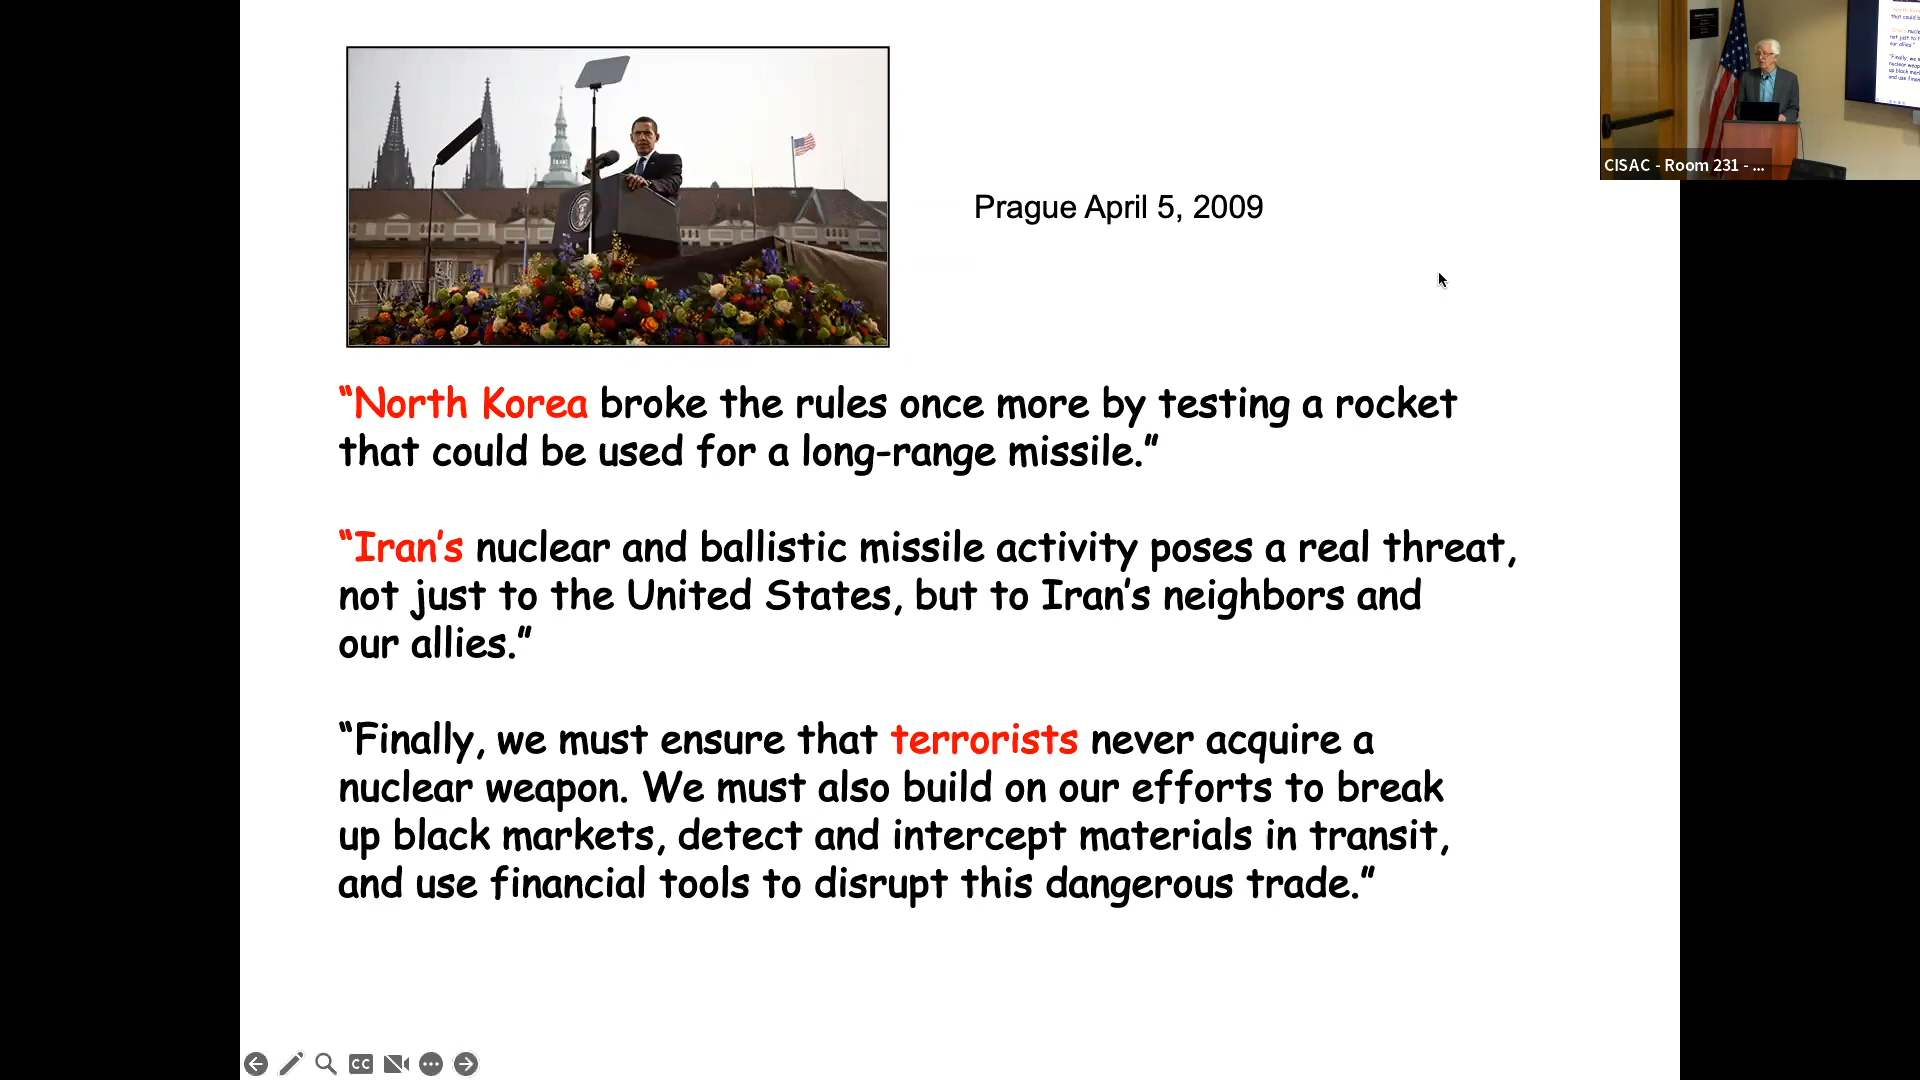 Prague April 5, 2009
“North Korea broke the rules once more by testing a rocket
that could be used for a long-range missile.”
“Iran’s nuclear and ballistic missile activity poses a real threat,
not just to the United States, but to Iran’s neighbors and
our allies.”
“Finally, we must ensure that terrorists never acquire a
nuclear weapon. We must also build on our efforts to break
up black markets, detect and intercept materials in transit,
and use financial tools to disrupt this dangerous trade.”
CISAC - Room 231 - ...
CC